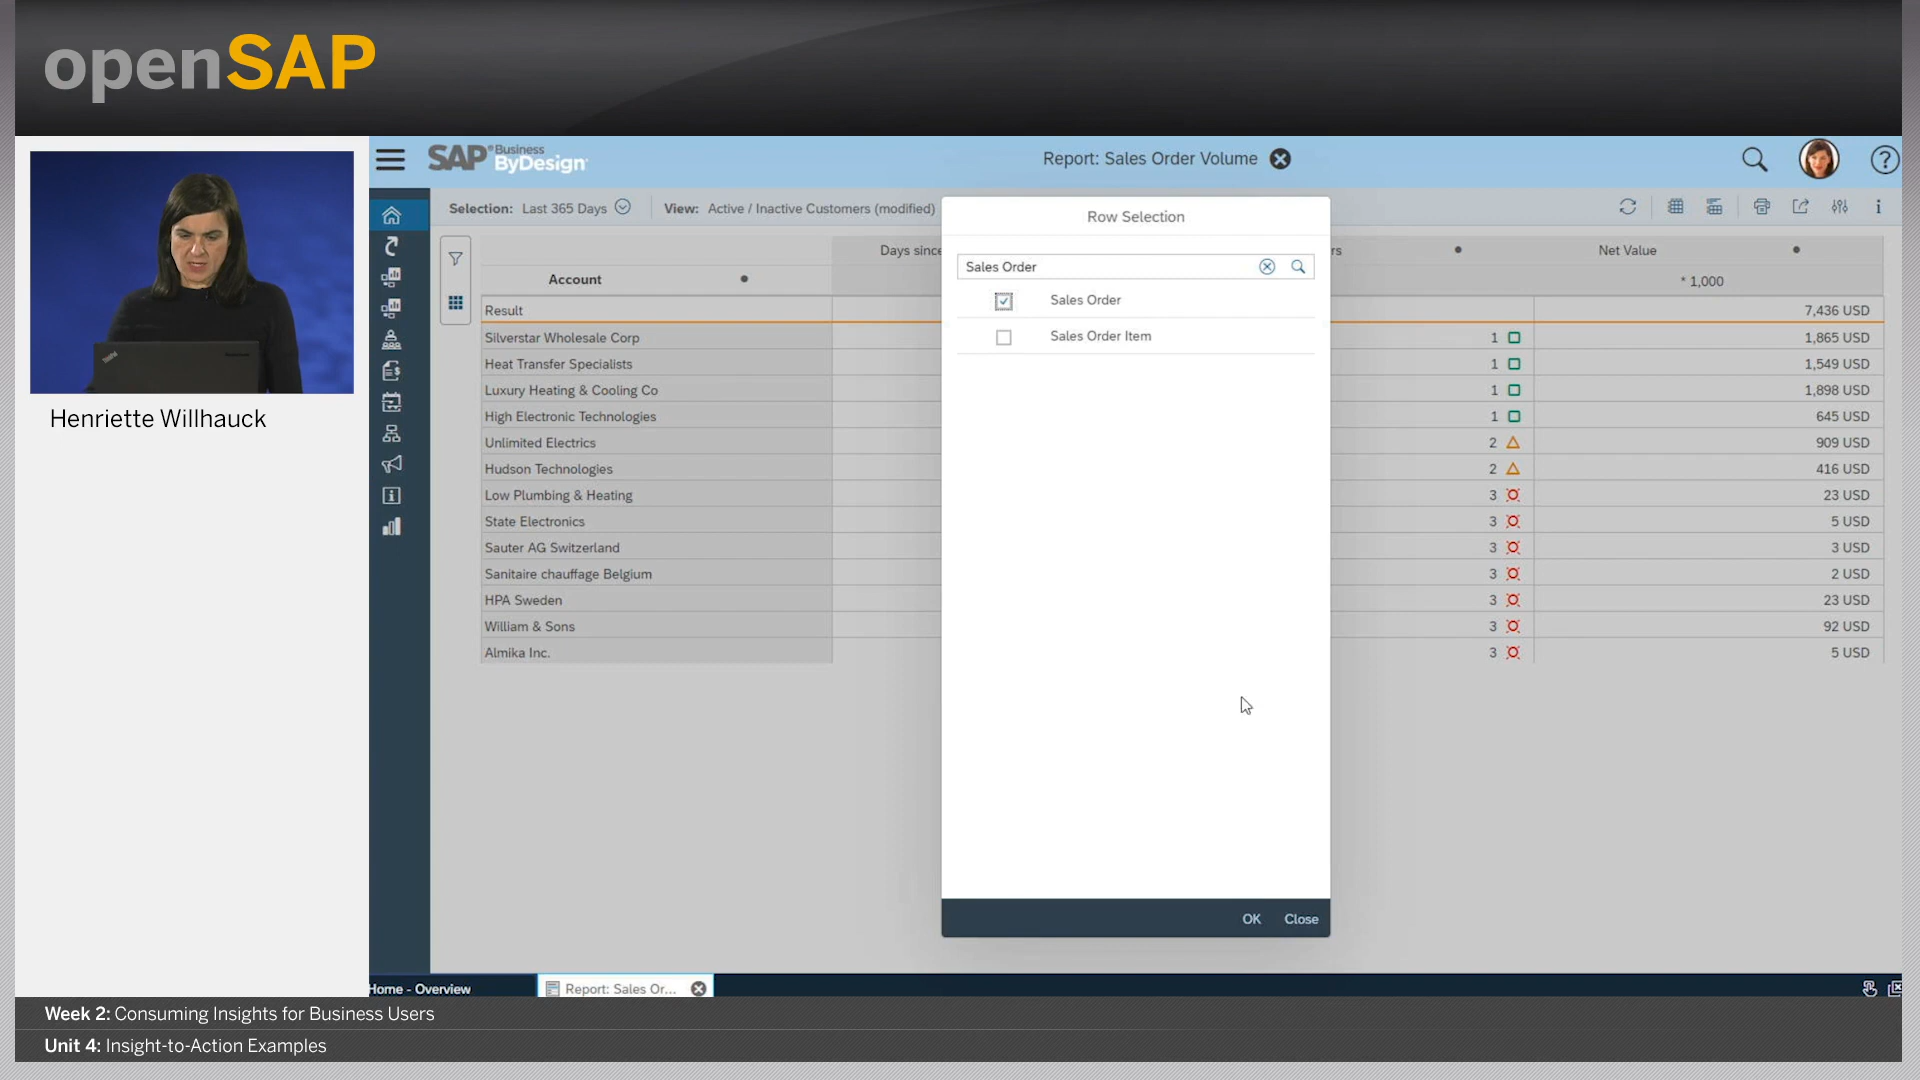 openSAP
SAP Business ByDesign
Report: Sales Order Volume
Selection: Last 365 Days
View: Active / Inactive Customers (modified)
Row Selection
Sales Order
Sales Order
Sales Order Item
OK Close
Days since
rs
Net Value
Account
* 1,000
Result 7,436 USD
Silverstar Wholesale Corp 1 1,865 USD
Heat Transfer Specialists 1 1,549 USD
Luxury Heating & Cooling Co 1 1,898 USD
High Electronic Technologies 1 645 USD
Unlimited Electrics 2 909 USD
Hudson Technologies 2 416 USD
Low Plumbing & Heating 3 23 USD
State Electronics 3 5 USD
Sauter AG Switzerland 3 3 USD
Sanitaire chauffage Belgium 3 2 USD
HPA Sweden 3 23 USD
William & Sons 3 92 USD
Almika Inc. 3 5 USD
Henriette Willhauck
Home - Overview
Report: Sales Or...
Week 2: Consuming Insights for Business Users
Unit 4: Insight-to-Action Examples